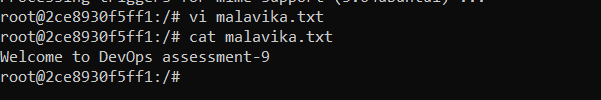 root@2ce8930f5ff1:/# vi malavika.txt
root@2ce8930f5ff1:/# cat malavika.txt
Welcome to DevOps assessment-9
root@2ce8930f5ff1:/#